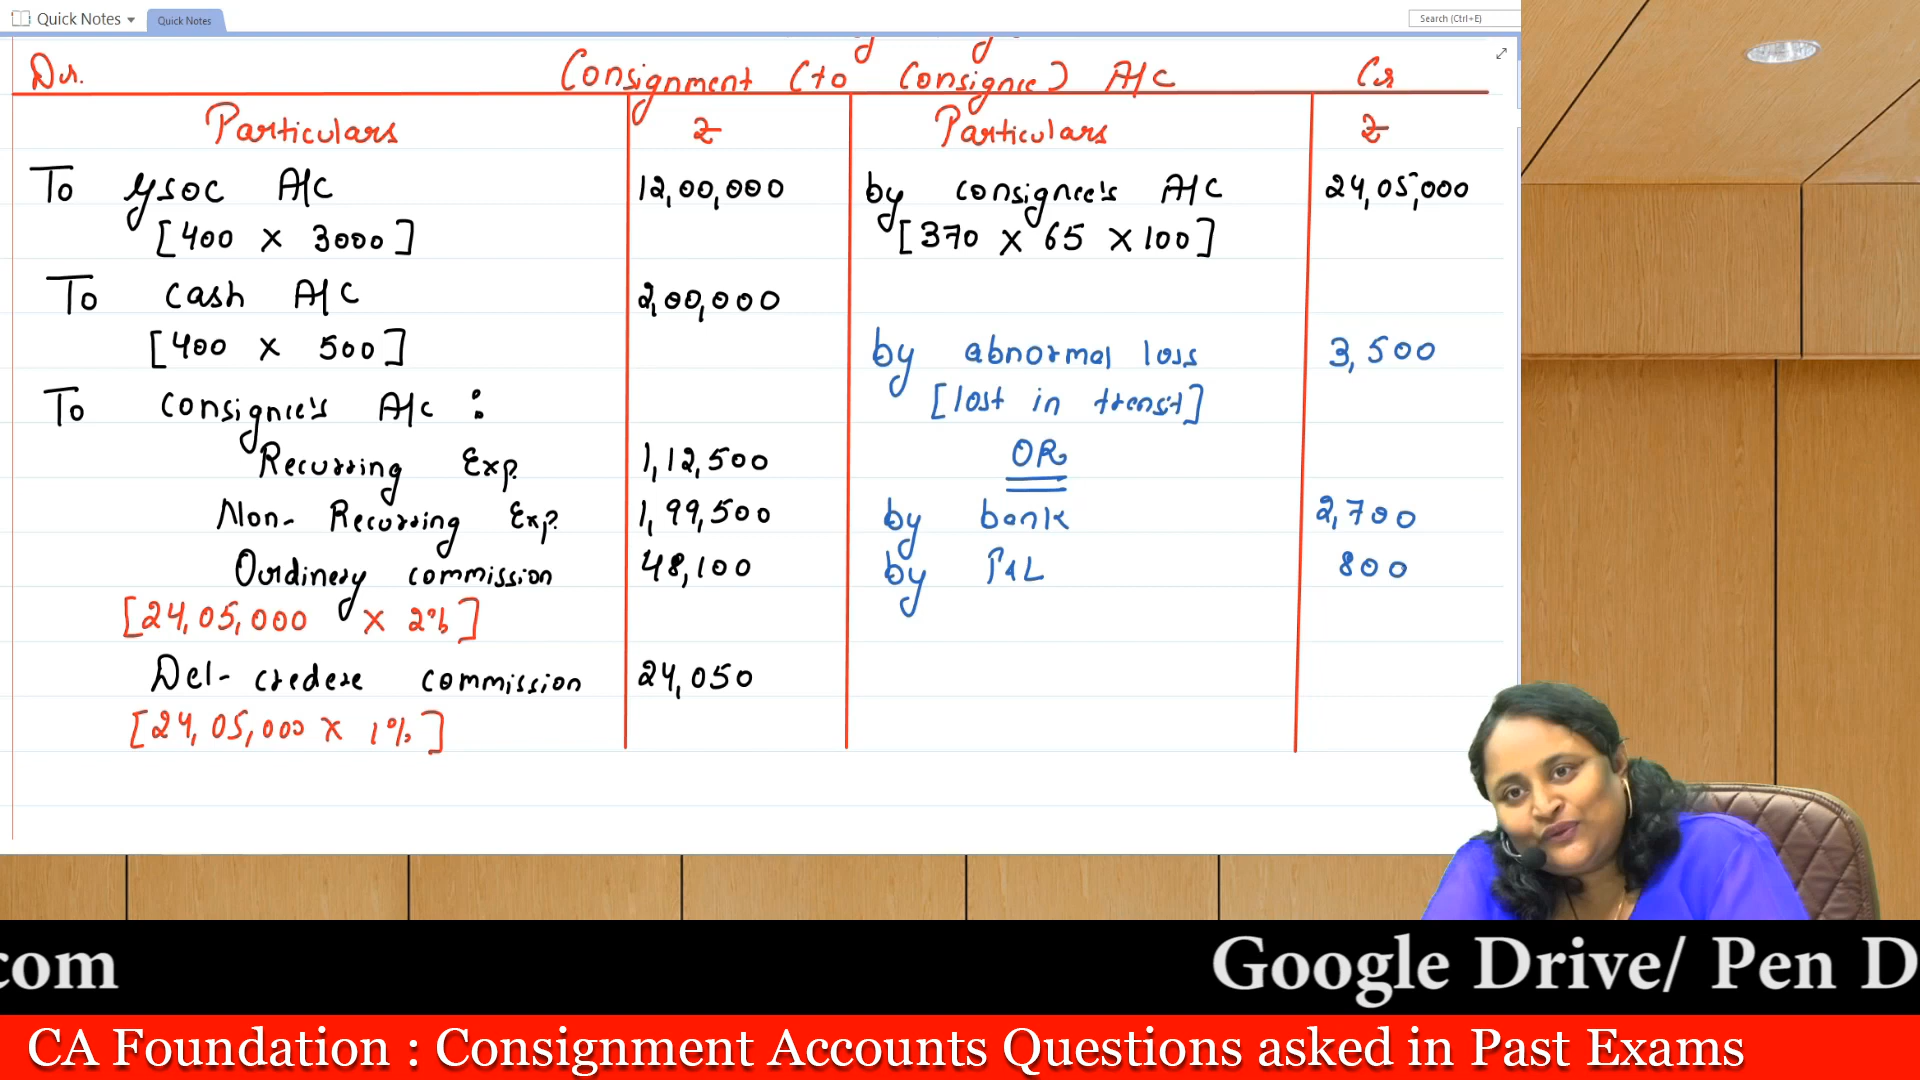 Quick Notes
Quick Notes
Search (Ctrl+E)
Dr. Consignment (to Consignee) A/C Cr
Particulars ₹ Particulars ₹
To GSOC A/C 12,00,000 by consignee's A/C 24,05,000
[400 X 3000] [370 X 65 X 100]
To cash A/C 2,00,000
[400 X 500] by abnormal loss 3,500
To consignee's A/c : [lost in transit]
Recurring Exp. 1,12,500 OR
Non- Recurring Exp. 1,99,500 by bank 2,700
Ordinery commission 48,100 by P&L 800
[24,05,000 X 2%]
Del- credere commission 24,050
[24,05,000 X 1%]
com Google Drive/ Pen D
CA Foundation : Consignment Accounts Questions asked in Past Exams